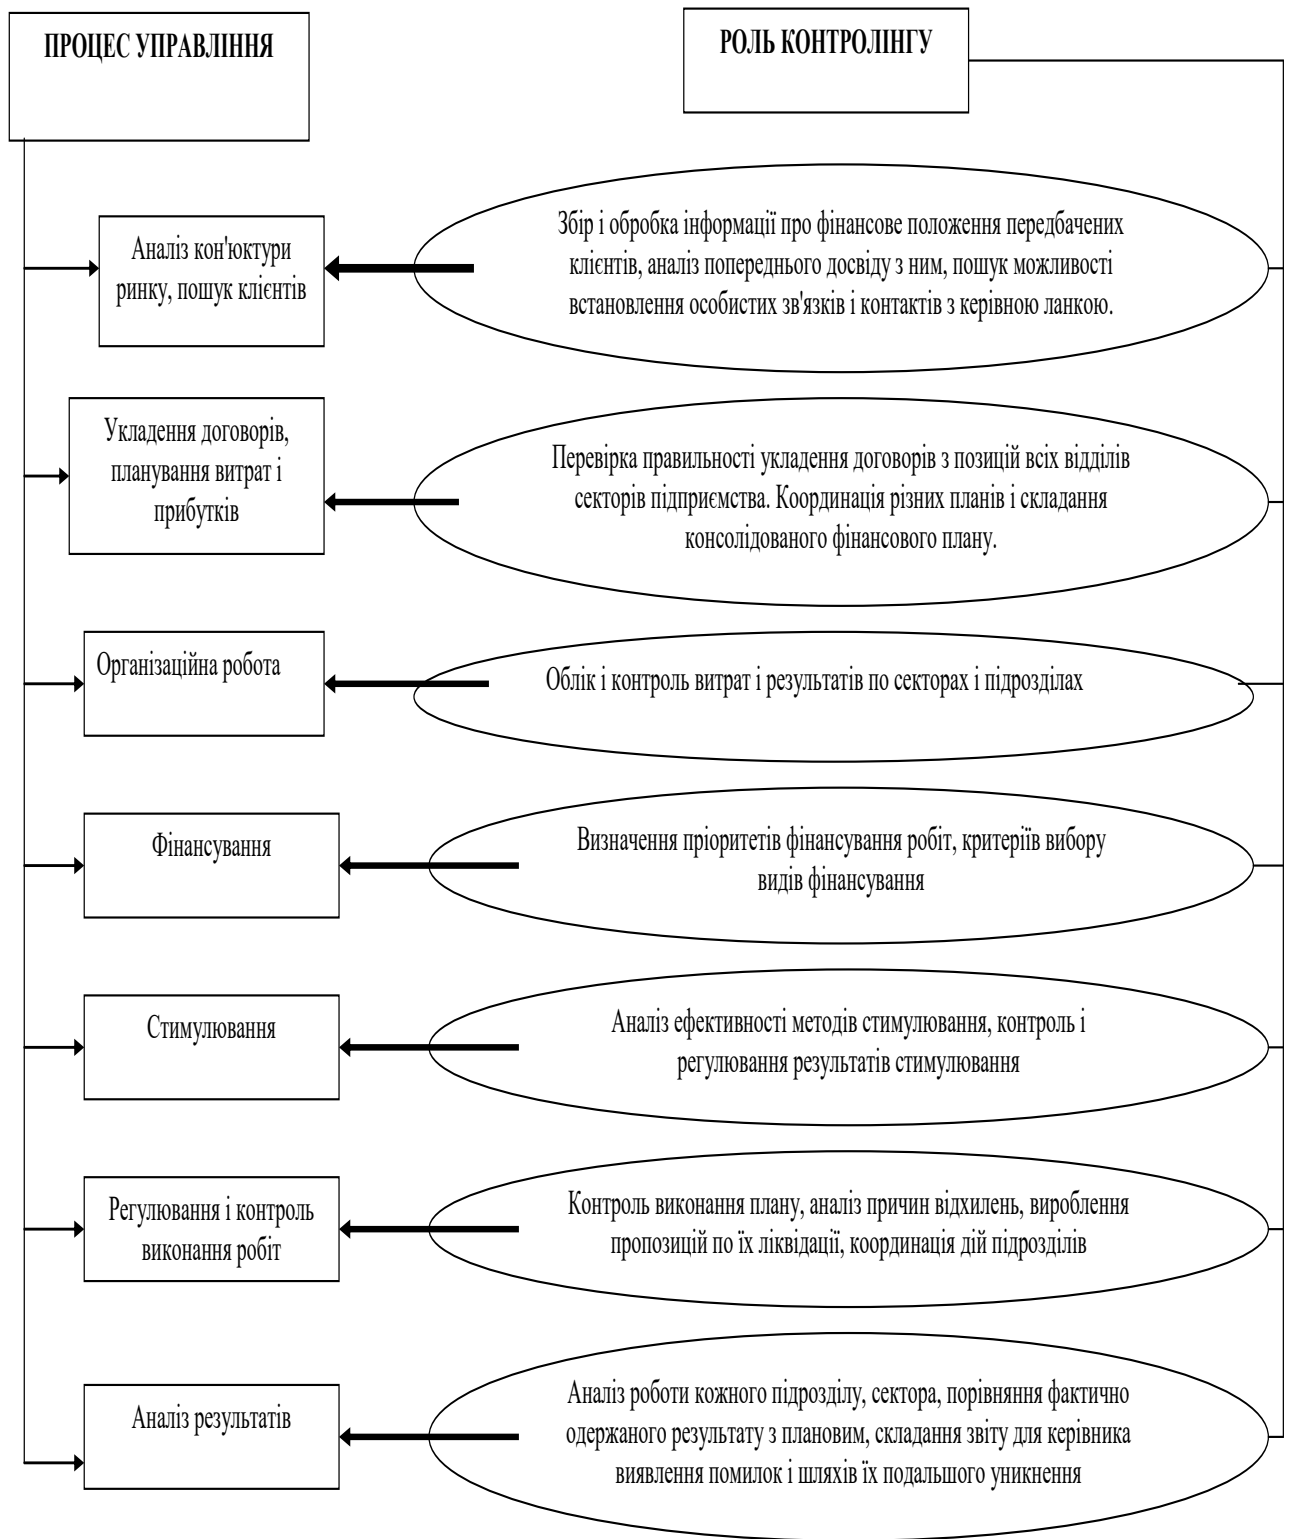 ПРОЦЕС УПРАВЛІННЯ
РОЛЬ КОНТРОЛІНГУ
Аналіз кон'юктури
ринку, пошук клієнтів
Збір і обробка інформації про фінансове положення передбачених
клієнтів, аналіз попереднього досвіду з ним, пошук можливості
встановлення особистих зв'язків і контактів з керівною ланкою.
Укладення договорів,
планування витрат і
прибутків
Перевірка правильності укладення договорів з позицій всіх відділів
секторів підприємства. Координація різних планів і складання
консолідованого фінансового плану.
Організаційна робота
Облік і контроль витрат і результатів по секторах і підрозділах
Фінансування
Визначення пріоритетів фінансування робіт, критеріїв вибору
видів фінансування
Стимулювання
Аналіз ефективності методів стимулювання, контроль і
регулювання результатів стимулювання
Регулювання і контроль
виконання робіт
Контроль виконання плану, аналіз причин відхилень, вироблення
пропозицій по їх ліквідації, координація дій підрозділів
Аналіз результатів
Аналіз роботи кожного підрозділу, сектора, порівняння фактично
одержаного результату з плановим, складання звіту для керівника
виявлення помилок і шляхів їх подальшого уникнення